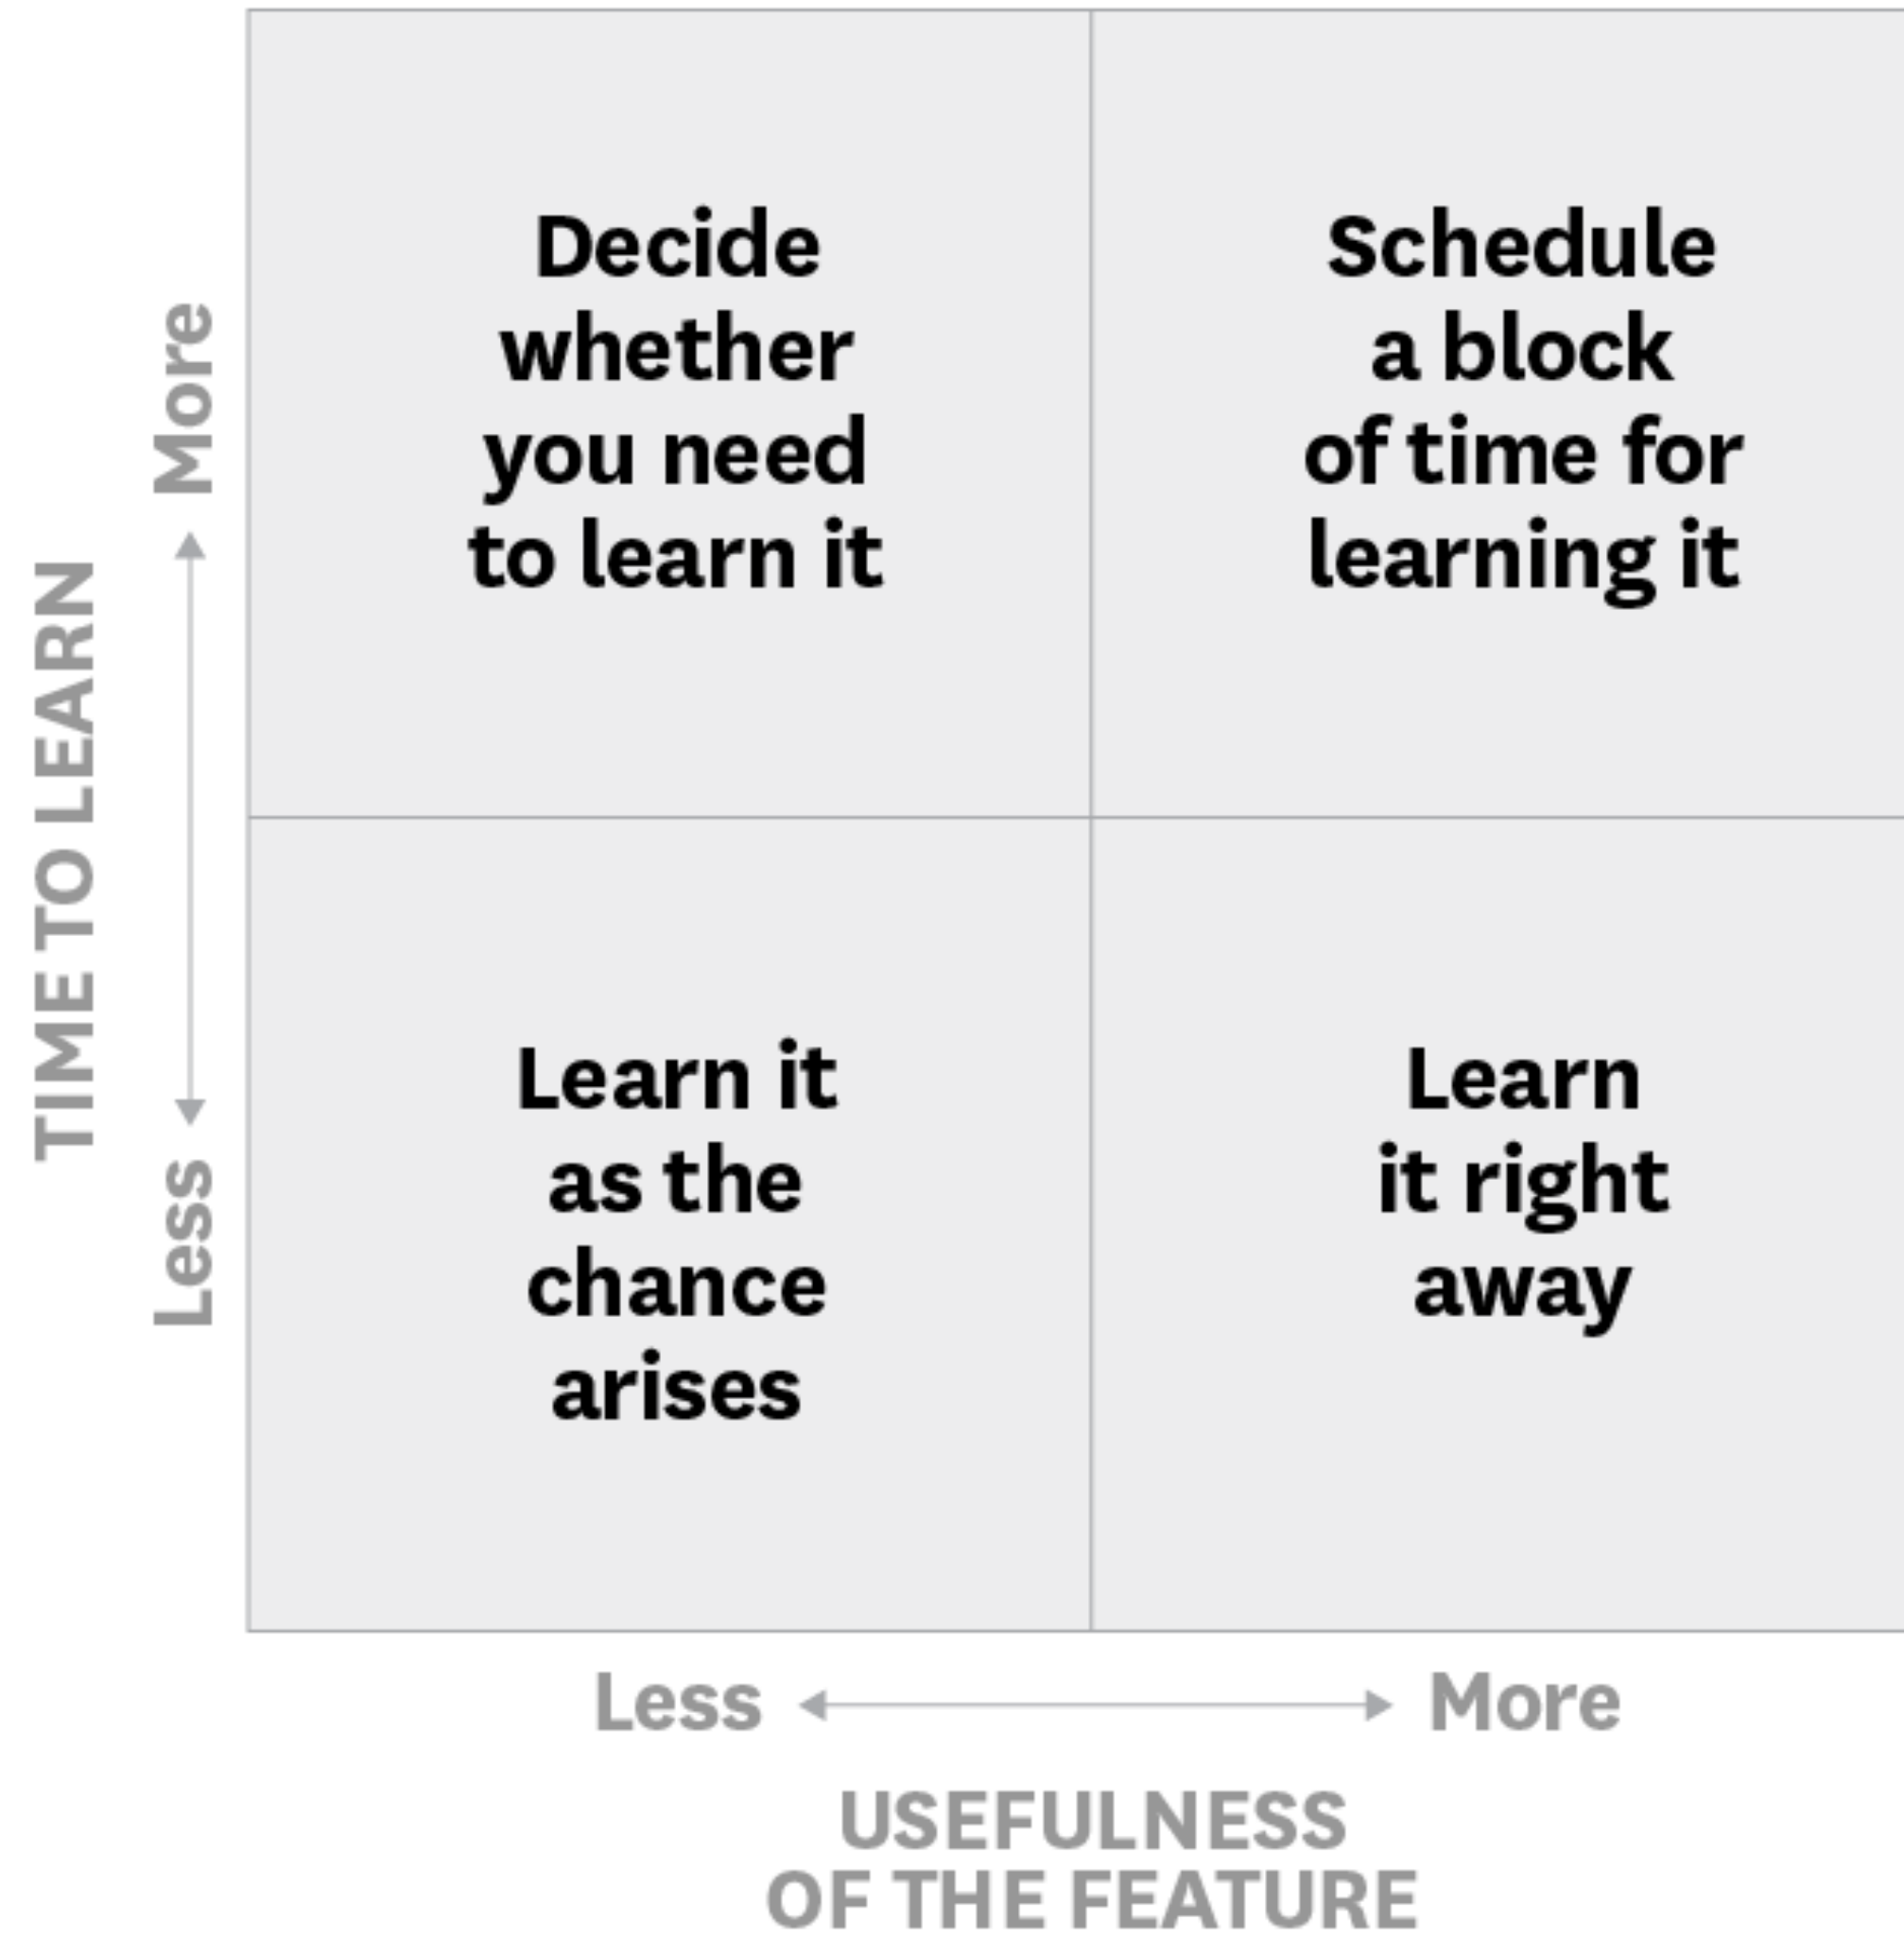 Decide
whether
you need
to learn it
Schedule
a block
of time for
learning it
Learn it
as the
chance
arises
Learn
it right
away
TIME TO LEARN
More
Less
Less
More
USEFULNESS
OF THE FEATURE